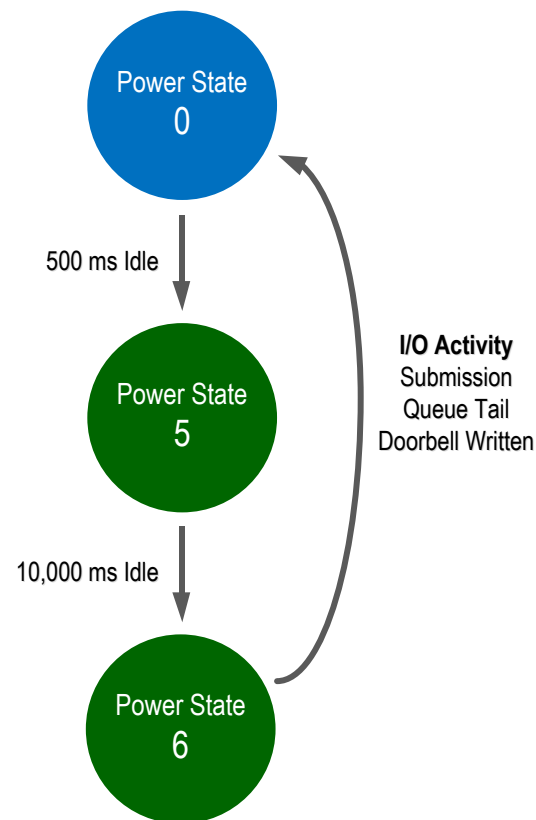 Power State
0
500 ms Idle
Power State
5
I/O Activity
Submission
Queue Tail
Doorbell Written
10,000 ms Idle
Power State
6